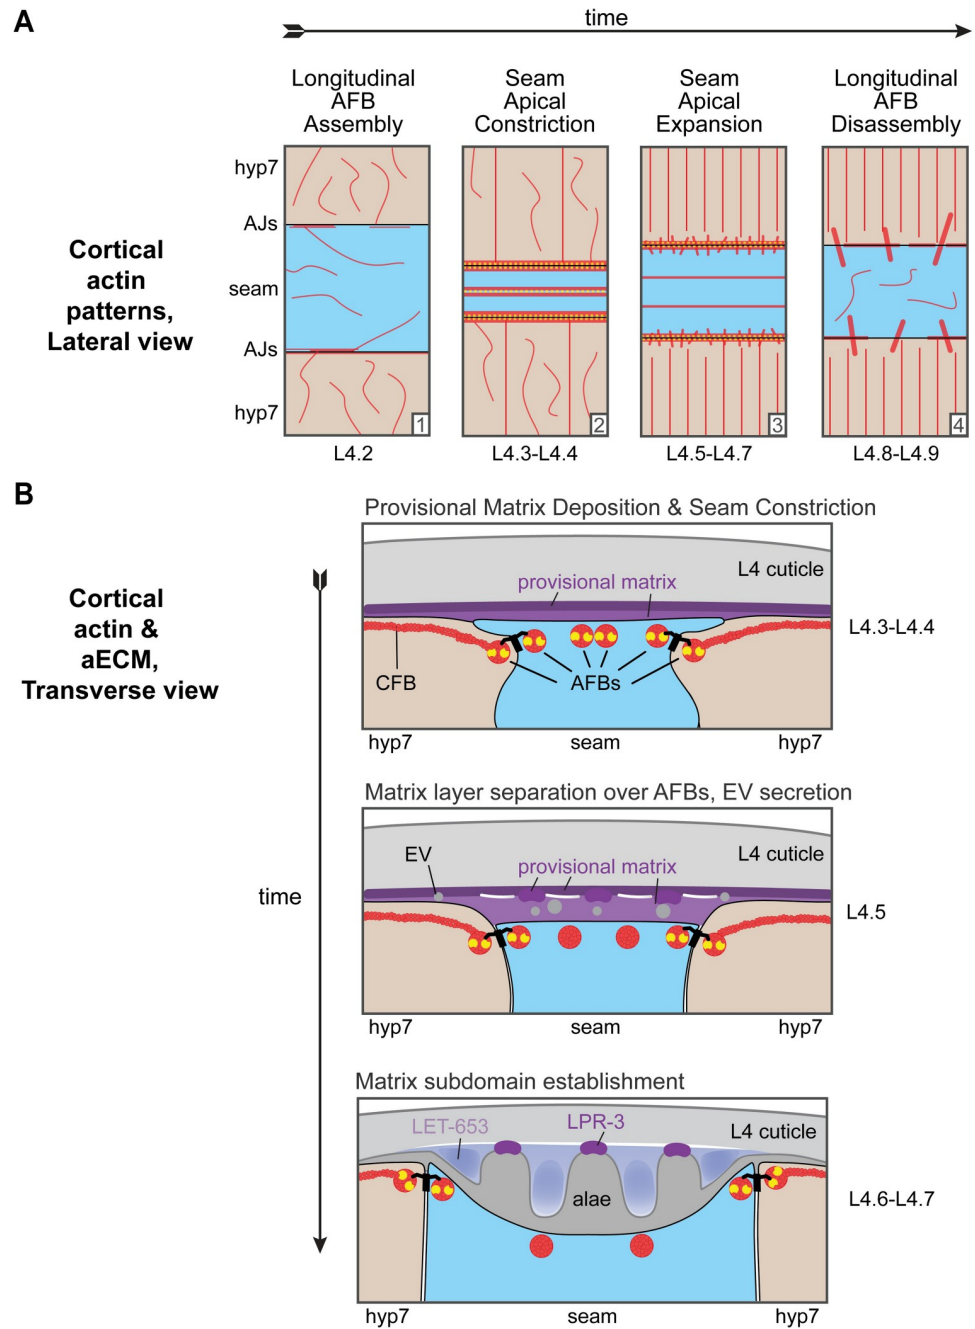 A
time
Longitudinal
AFB
Assembly
Seam
Apical
Constriction
Seam
Apical
Expansion
Longitudinal
AFB
Disassembly
Cortical
actin
patterns,
Lateral view
hyp7
AJs
seam
AJs
hyp7
1
2
3
4
L4.2
L4.3-L4.4
L4.5-L4.7
L4.8-L4.9
B
Cortical
actin &
aECM,
Transverse view
time
Provisional Matrix Deposition & Seam Constriction
L4 cuticle
provisional matrix
L4.3-L4.4
CFB
AFBs
hyp7
seam
hyp7
Matrix layer separation over AFBs, EV secretion
EV
L4 cuticle
provisional matrix
L4.5
hyp7
seam
hyp7
Matrix subdomain establishment
LET-653
LPR-3
L4 cuticle
alae
L4.6-L4.7
hyp7
seam
hyp7